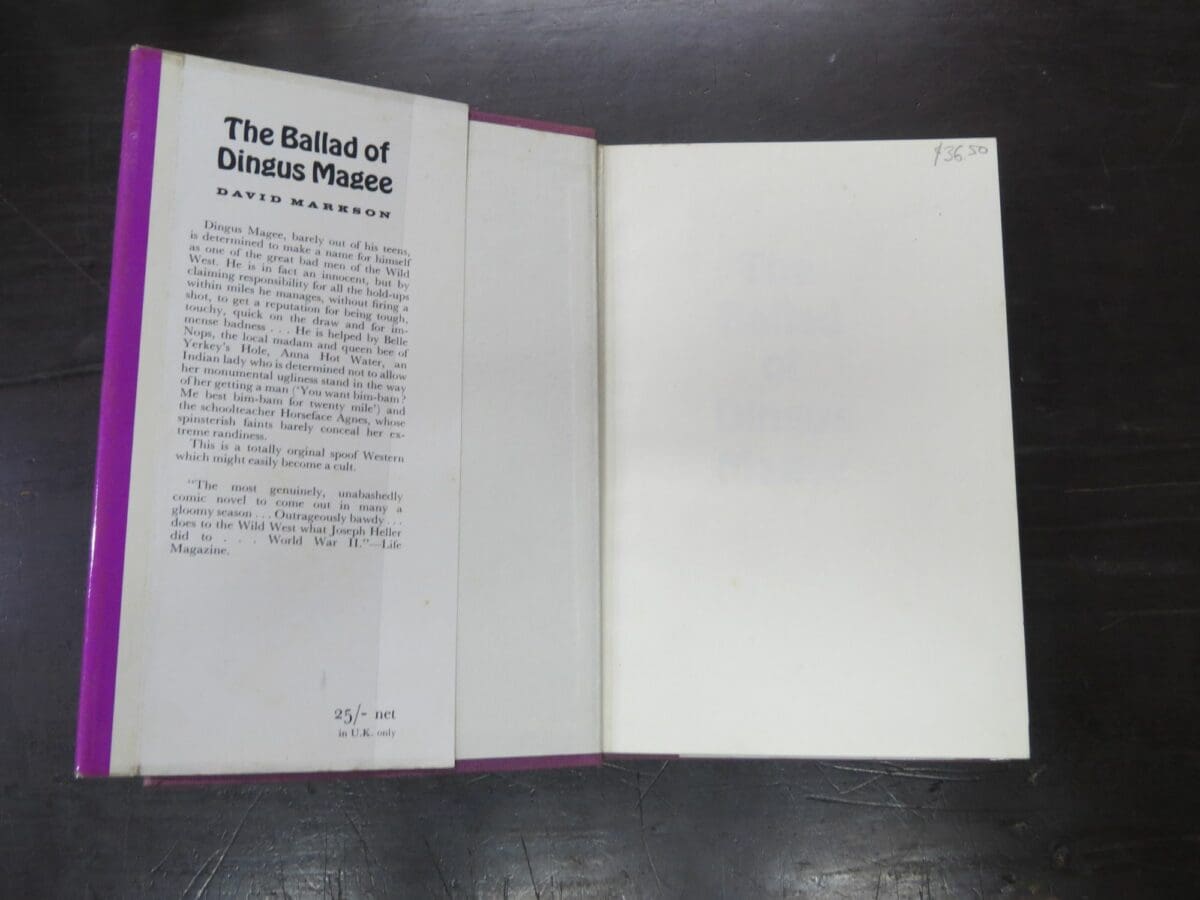 The Ballad of
Dingus Magee
DAVID MARKSON
Dingus Magee, barely out of his teens,
is determined to make a name for himself
as one of the great bad men of the Wild
West. He is in fact an innocent, but by
claiming responsibility for all the hold-ups
within miles he manages, without firing a
shot, to get a reputation for being tough,
touchy, quick on the draw and for im-
mense badness . . . He is helped by Belle
Nops, the local madam and queen bee of
Yerkey's Hole, Anna Hot Water, an
Indian lady who is determined not to allow
her monumental ugliness stand in the way
of her getting a man ('You want bim-bam?
Me best bim-bam for twenty mile') and
the schoolteacher Horseface Agnes, whose
spinsterish faints barely conceal her ex-
treme randiness.
This is a totally orginal spoof Western
which might easily become a cult.
"The most genuinely, unabashedly
comic novel to come out in many a
gloomy season . . . Outrageously bawdy . . .
does to the Wild West what Joseph Heller
did to . . . World War II."—Life
Magazine.
25/- net
in U.K. only
$36.50